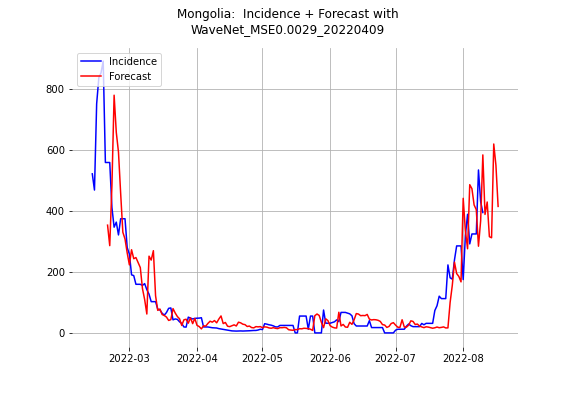 Mongolia:  Incidence + Forecast with
WaveNet_MSE0.0029_20220409
Incidence
Forecast
800
600
400
200
0
2022-03
2022-04
2022-05
2022-06
2022-07
2022-08